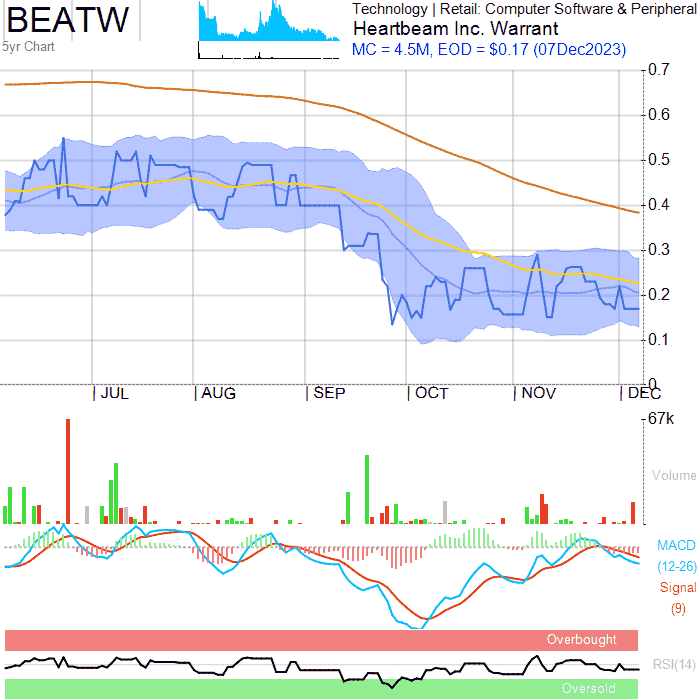 BEATW
5yr Chart
Technology | Retail: Computer Software & Peripheral
Heartbeam Inc. Warrant
MC = 4.5M, EOD = $0.17 (07Dec2023)
0.7
0.6
0.5
0.4
0.3
0.2
0.1
0
JUL AUG SEP OCT NOV DEC
67k
Volume
MACD
(12-26)
Signal
(9)
Overbought
RSI(14)
Oversold